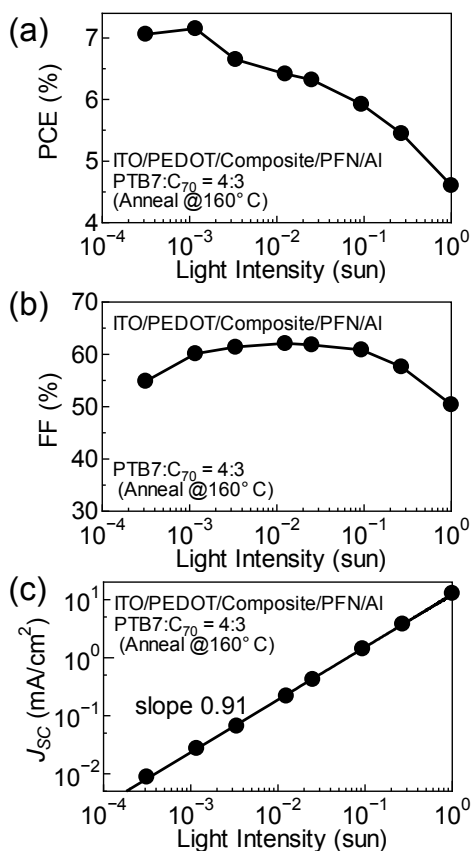 (a)
PCE (%)
7
6
5
4
ITO/PEDOT/Composite/PFN/Al
PTB7:C₇₀ = 4:3
(Anneal @160°C)
10⁻⁴ 10⁻³ 10⁻² 10⁻¹ 10⁰
Light Intensity (sun)
(b)
FF (%)
70
60
50
40
30
ITO/PEDOT/Composite/PFN/Al
PTB7:C₇₀ = 4:3
(Anneal @160°C)
10⁻⁴ 10⁻³ 10⁻² 10⁻¹ 10⁰
Light Intensity (sun)
(c)
J_SC (mA/cm²)
10¹
10⁰
10⁻¹
10⁻²
ITO/PEDOT/Composite/PFN/Al
PTB7:C₇₀ = 4:3
(Anneal @160°C)
slope 0.91
10⁻⁴ 10⁻³ 10⁻² 10⁻¹ 10⁰
Light Intensity (sun)